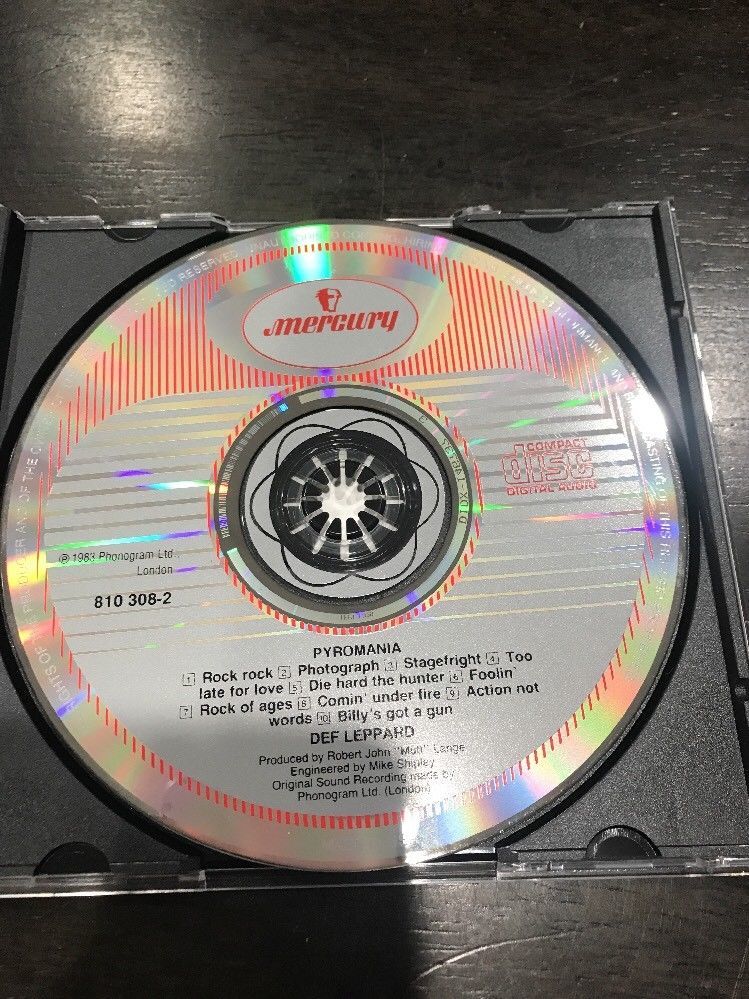 mercury
COMPACT
disc
DIGITAL AUDIO
℗ 1983 Phonogram Ltd.,
London
810 308-2
PYROMANIA
1 Rock rock 2 Photograph 3 Stagefright 4 Too
late for love 5 Die hard the hunter 6 Foolin'
7 Rock of ages 8 Comin' under fire 9 Action not
words 10 Billy's got a gun
DEF LEPPARD
Produced by Robert John "Mutt" Lange
Engineered by Mike Shipley
Original Sound Recording made by
Phonogram Ltd. (London)